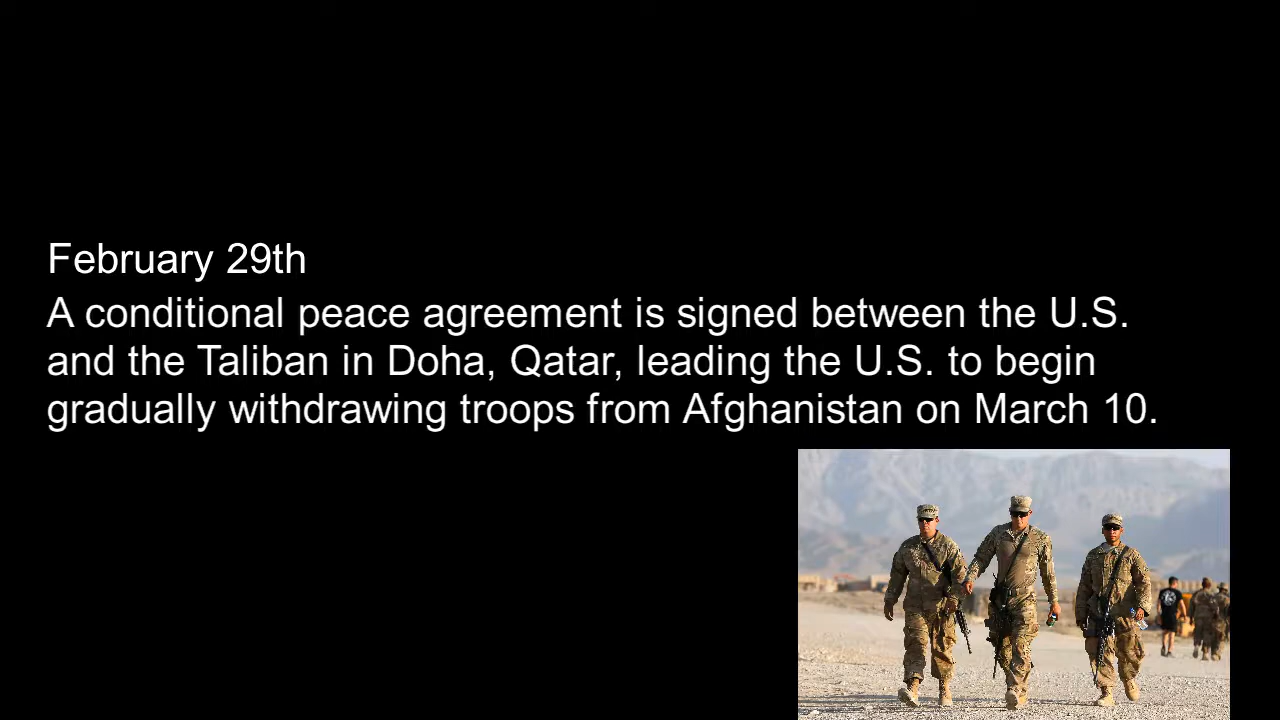 February 29th
A conditional peace agreement is signed between the U.S.
and the Taliban in Doha, Qatar, leading the U.S. to begin
gradually withdrawing troops from Afghanistan on March 10.